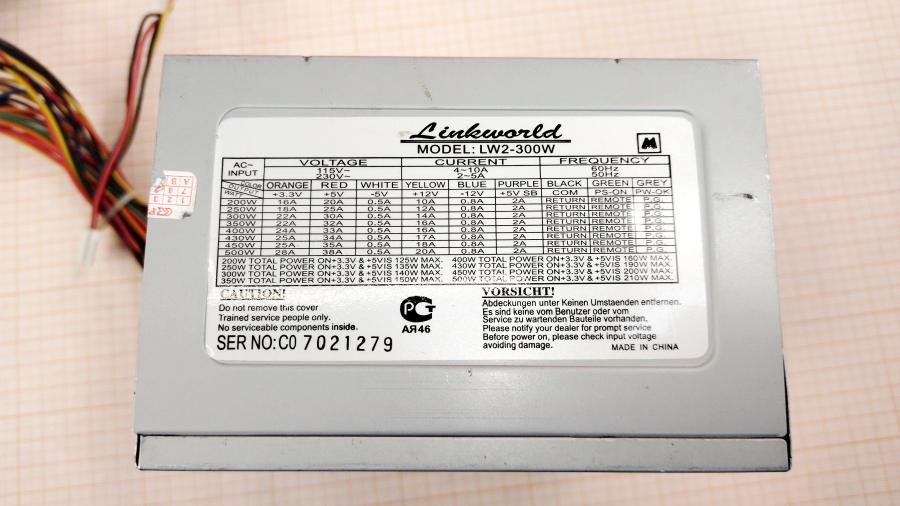 Linkworld
MODEL: LW2-300W
M
AC~ INPUT VOLTAGE CURRENT FREQUENCY
115V~ 4~10A 60Hz
230V~ 2~5A 50Hz
COLOR ORANGE RED WHITE YELLOW BLUE PURPLE BLACK GREEN GREY
+3.3V +5V -5V +12V -12V +5V SB COM PS-ON PW-OK
200W 16A 20A 0.5A 10A 0.8A 2A RETURN REMOTE P.G.
250W 18A 25A 0.5A 12A 0.8A 2A RETURN REMOTE P.G.
300W 22A 30A 0.5A 14A 0.8A 2A RETURN REMOTE P.G.
350W 22A 32A 0.5A 16A 0.8A 2A RETURN REMOTE P.G.
400W 24A 33A 0.5A 16A 0.8A 2A RETURN REMOTE P.G.
430W 25A 34A 0.5A 17A 0.8A 2A RETURN REMOTE P.G.
450W 25A 35A 0.5A 18A 0.8A 2A RETURN REMOTE P.G.
500W 28A 38A 0.5A 20A 0.8A 2A RETURN REMOTE P.G.
200W TOTAL POWER ON+3.3V & +5VIS 125W MAX. 400W TOTAL POWER ON+3.3V & +5VIS 160W MAX.
250W TOTAL POWER ON+3.3V & +5VIS 135W MAX. 430W TOTAL POWER ON+3.3V & +5VIS 190W MAX.
300W TOTAL POWER ON+3.3V & +5VIS 140W MAX. 450W TOTAL POWER ON+3.3V & +5VIS 200W MAX.
350W TOTAL POWER ON+3.3V & +5VIS 150W MAX. 500W TOTAL POWER ON+3.3V & +5VIS 210W MAX.
CAUTION!
Do not remove this cover
Trained service people only.
No serviceable components inside.
SER NO: C0 7021279
РСТ
АЯ46
VORSICHT!
Abdeckungen unter Keinen Umstaenden entfernen.
Es sind keine vom Benutzer oder vom
Service zu wartenden Bauteile vorhanden.
Please notify your dealer for prompt service
Before power on, please check input voltage
avoiding damage.
MADE IN CHINA